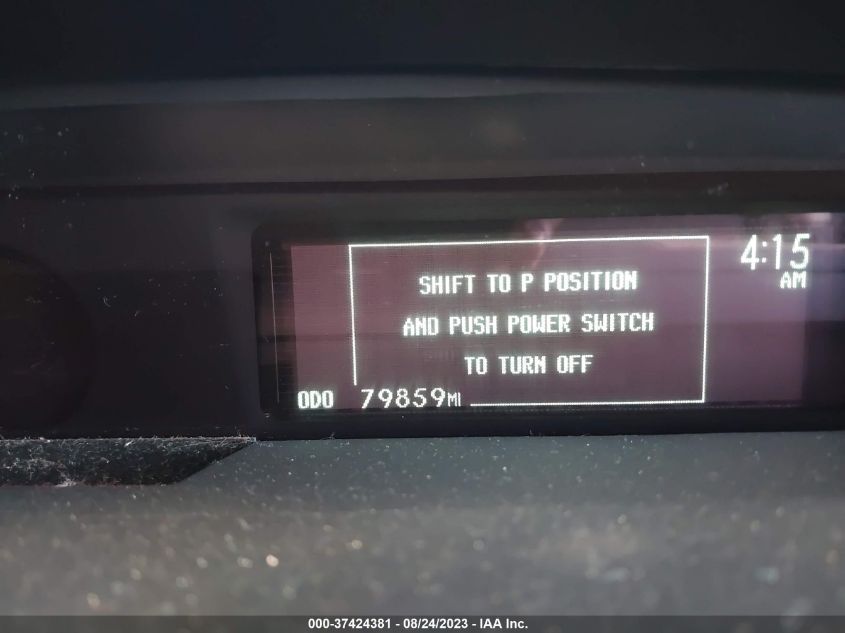 4:15
AM
SHIFT TO P POSITION
AND PUSH POWER SWITCH
TO TURN OFF
ODO 79859MI
000-37424381 - 08/24/2023 - IAA Inc.